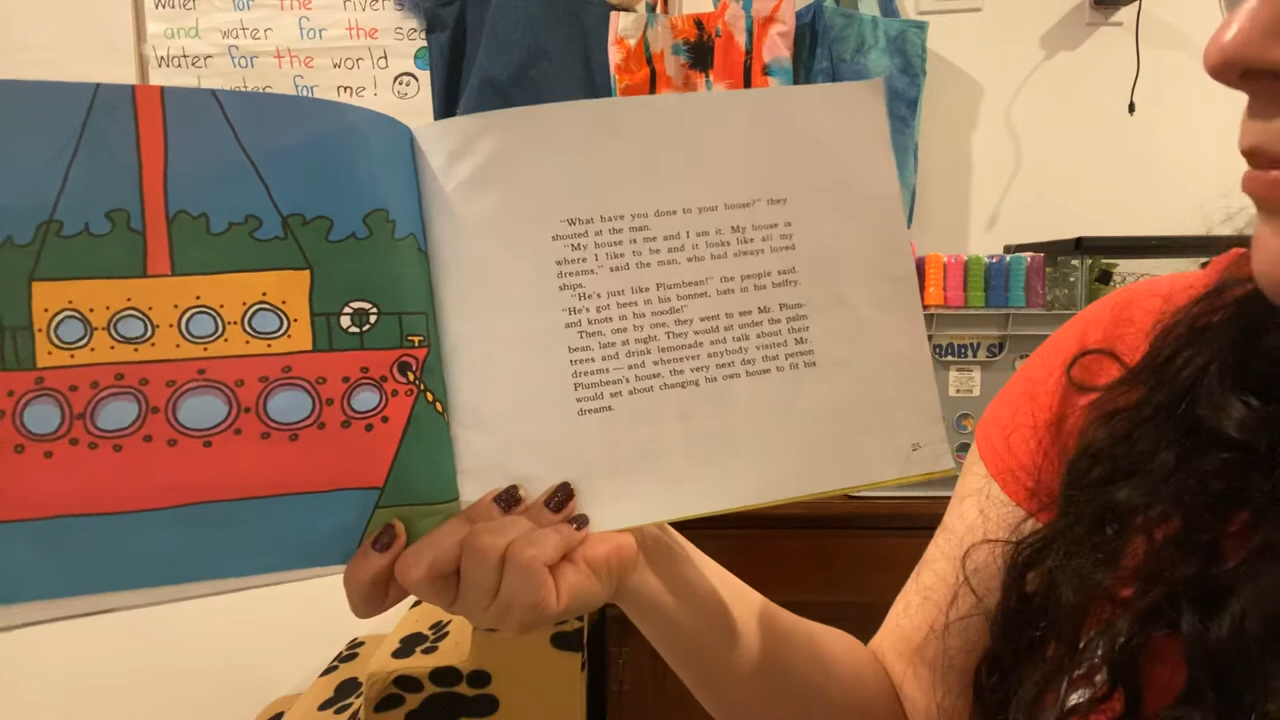 water for the rivers
and water for the sea
Water for the world
water for me!
"What have you done to your house?" they
shouted at the man.
"My house is me and I am it. My house is
where I like to be and it looks like all my
dreams," said the man, who had always loved
ships.
"He's just like Plumbean!" the people said.
"He's got bees in his bonnet, bats in his belfry,
and knots in his noodle!"
Then, one by one, they went to see Mr. Plum-
bean, late at night. They would sit under the palm
trees and drink lemonade and talk about their
dreams — and whenever anybody visited Mr.
Plumbean's house, the very next day that person
would set about changing his own house to fit his
dreams.
25
BABY